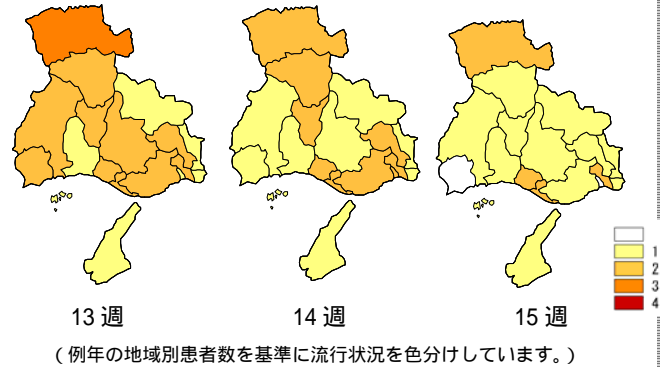 1
2
3
4
13 週
14 週
15 週
(例年の地域別患者数を基準に流行状況を色分けしています。)